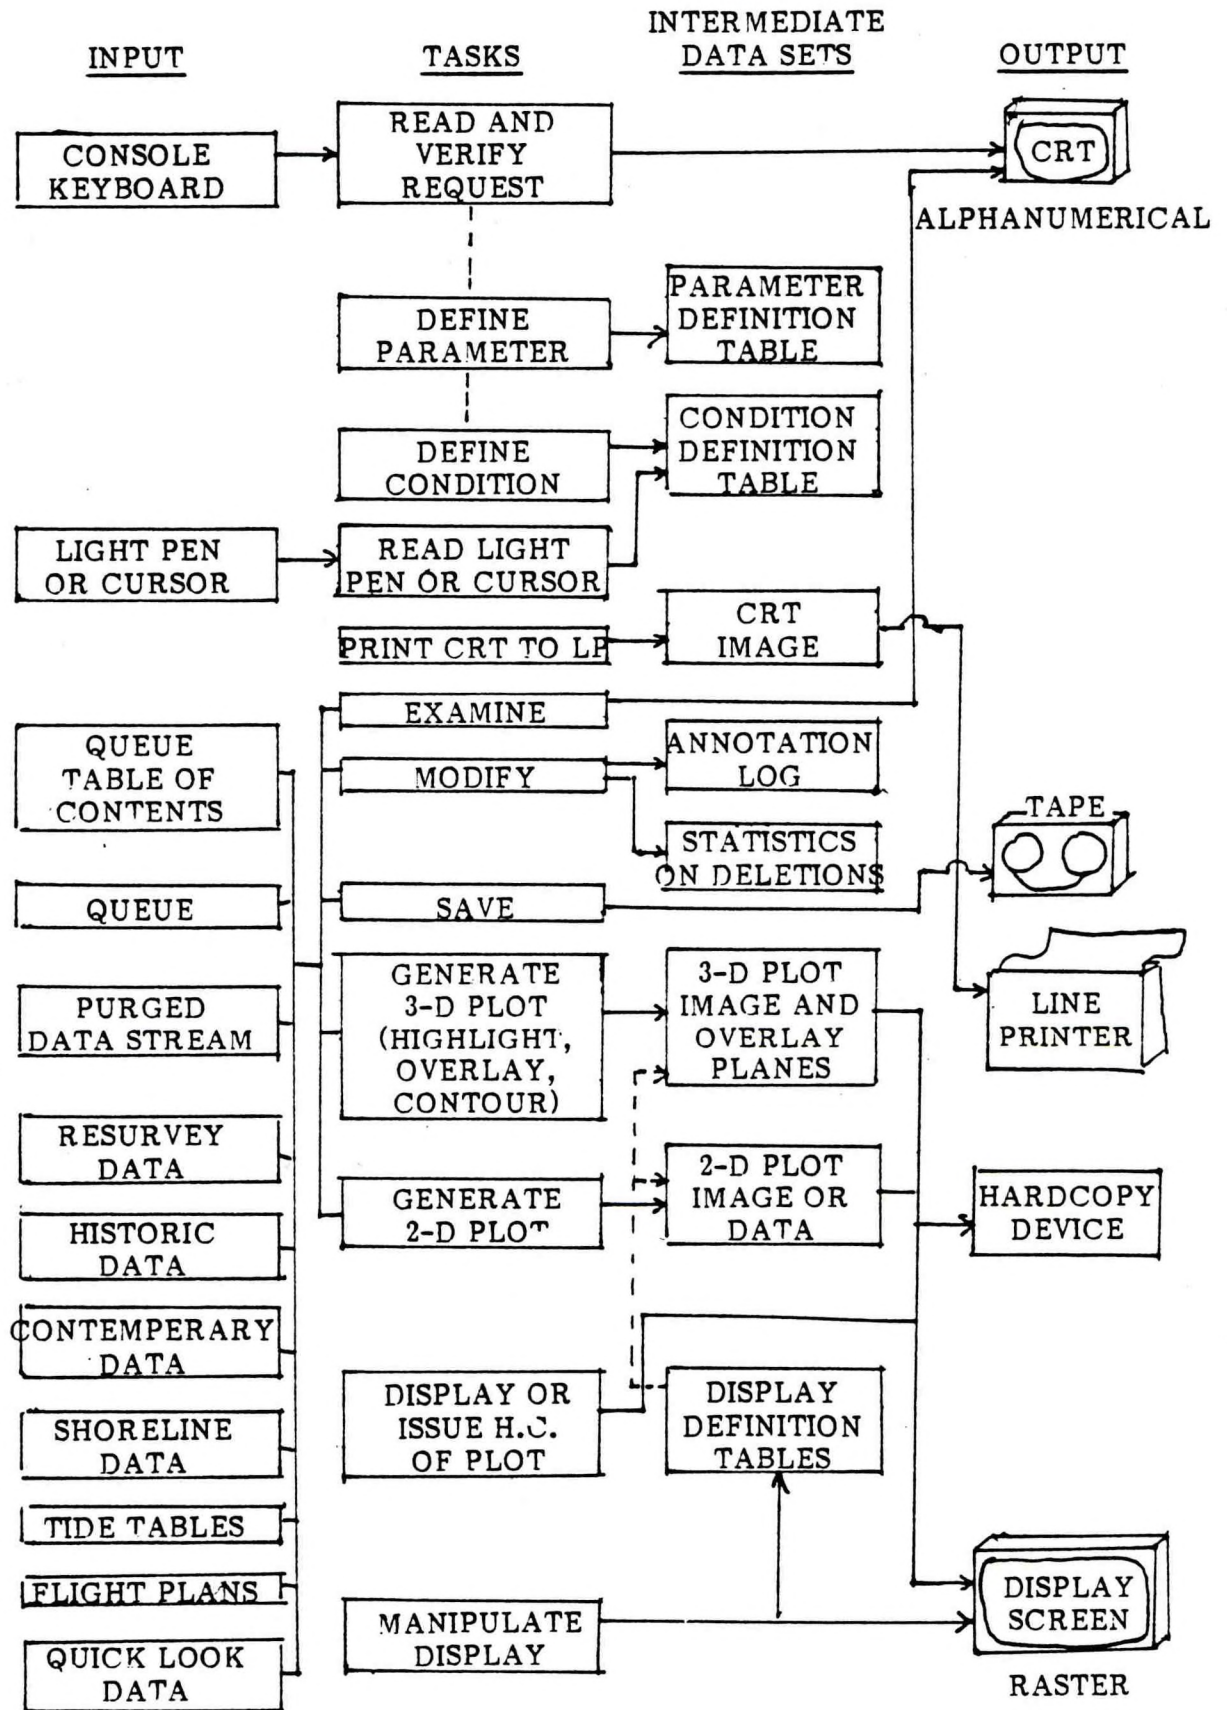 INPUT
TASKS
INTERMEDIATE
DATA SETS
OUTPUT
CONSOLE
KEYBOARD
READ AND
VERIFY
REQUEST
CRT
ALPHANUMERICAL
DEFINE
PARAMETER
PARAMETER
DEFINITION
TABLE
DEFINE
CONDITION
CONDITION
DEFINITION
TABLE
LIGHT PEN
OR CURSOR
READ LIGHT
PEN OR CURSOR
PRINT CRT TO LP
CRT
IMAGE
EXAMINE
QUEUE
TABLE OF
CONTENTS
MODIFY
ANNOTATION
LOG
STATISTICS
ON DELETIONS
TAPE
QUEUE
SAVE
PURGED
DATA STREAM
GENERATE
3-D PLOT
(HIGHLIGHT,
OVERLAY,
CONTOUR)
3-D PLOT
IMAGE AND
OVERLAY
PLANES
LINE
PRINTER
RESURVEY
DATA
HISTORIC
DATA
GENERATE
2-D PLOT
2-D PLOT
IMAGE OR
DATA
HARDCOPY
DEVICE
CONTEMPERARY
DATA
SHORELINE
DATA
DISPLAY OR
ISSUE H.C.
OF PLOT
DISPLAY
DEFINITION
TABLES
TIDE TABLES
FLIGHT PLANS
QUICK LOOK
DATA
MANIPULATE
DISPLAY
DISPLAY
SCREEN
RASTER